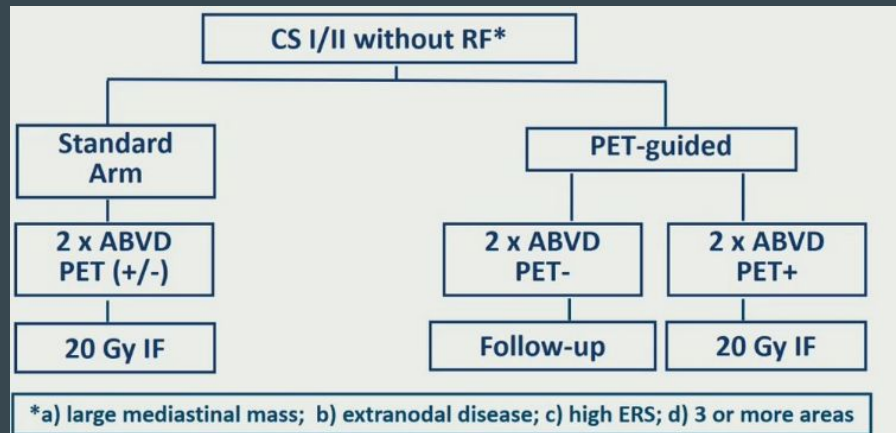 CS I/II without RF*
Standard
Arm
PET-guided
2 x ABVD
PET (+/-)
2 x ABVD
PET-
2 x ABVD
PET+
20 Gy IF
Follow-up
20 Gy IF
*a) large mediastinal mass; b) extranodal disease; c) high ERS; d) 3 or more areas